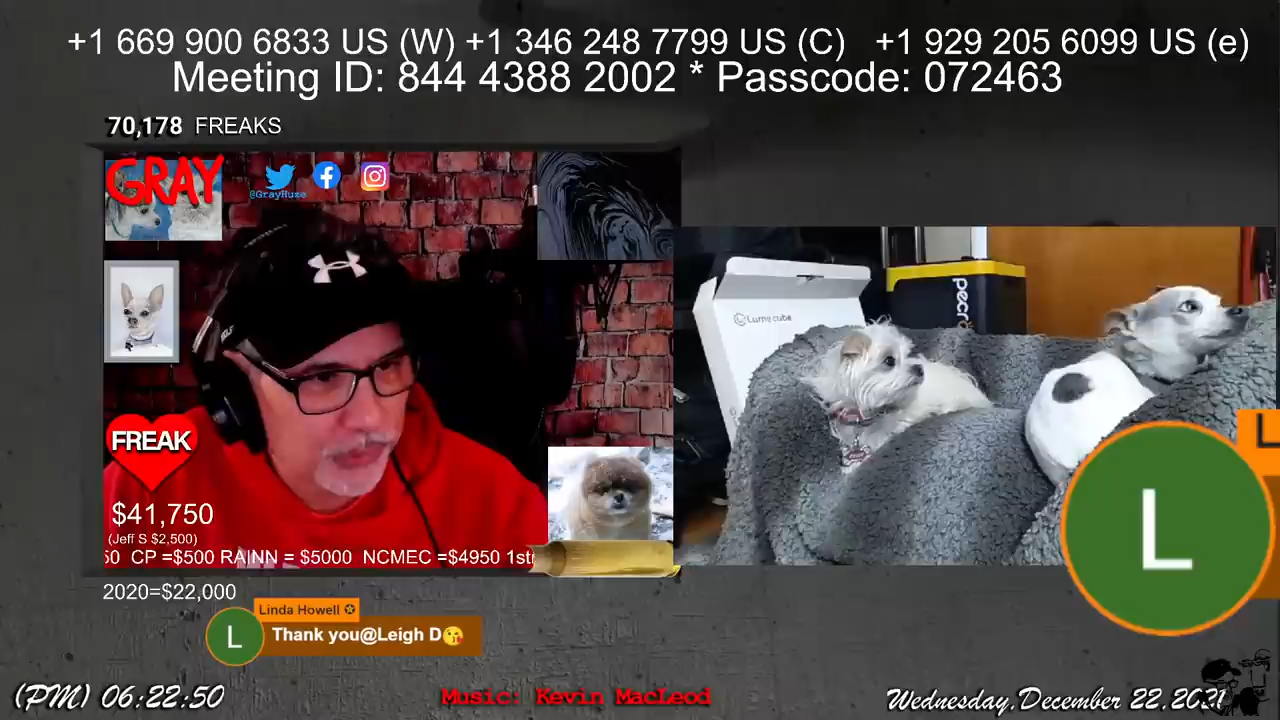 +1 669 900 6833 US (W) +1 346 248 7799 US (C) +1 929 205 6099 US (e)
Meeting ID: 844 4388 2002 * Passcode: 072463
70,178 FREAKS
GRAY
@GrayHuze
Lume cube
FREAK
$41,750
(Jeff S $2,500)
CP =$500 RAINN = $5000 NCMEC =$4950 1st
2020=$22,000
L
L
Linda Howell
L
Thank you@Leigh D😘
(PM) 06:22:50
Music: Kevin MacLeod
Wednesday, December 22, 2021